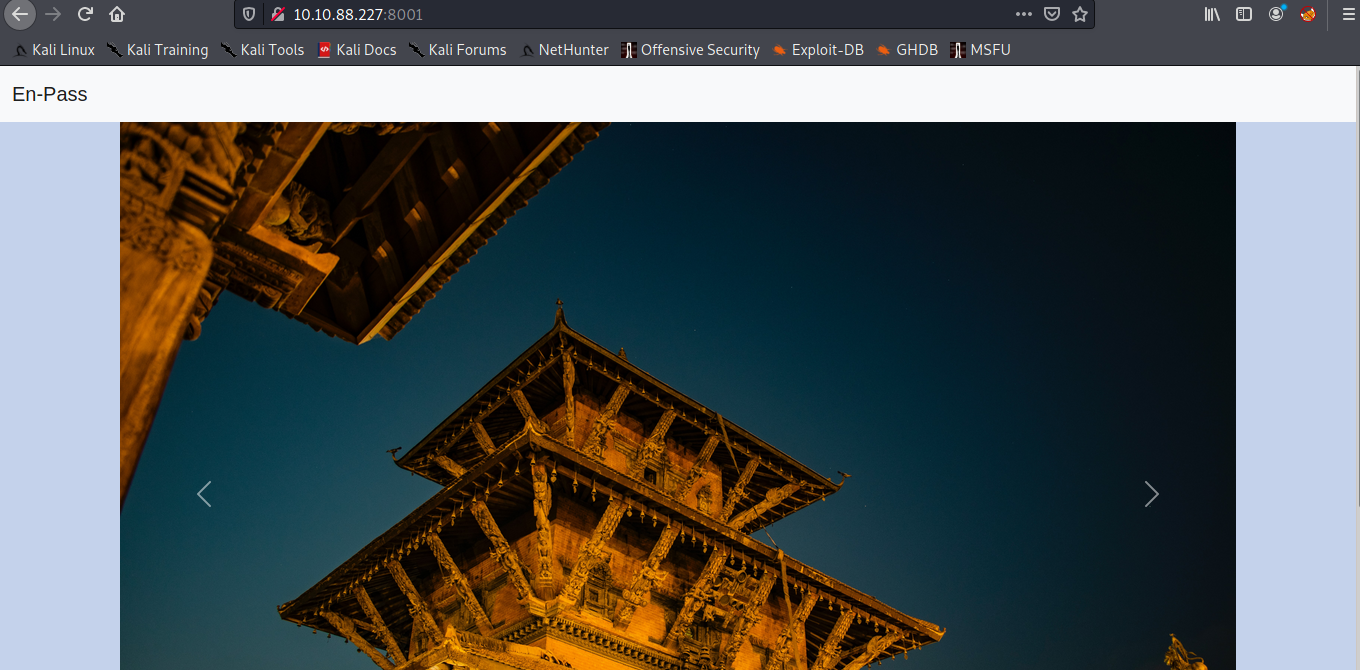 10.10.88.227:8001
Kali Linux Kali Training Kali Tools Kali Docs Kali Forums NetHunter Offensive Security Exploit-DB GHDB MSFU
En-Pass